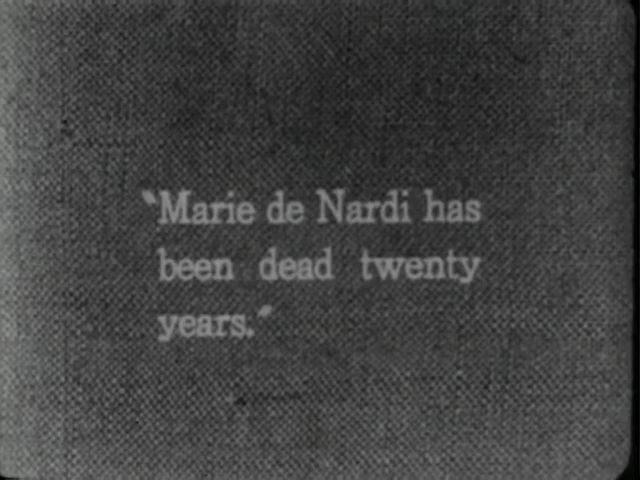 "Marie de Nardi has
been dead twenty
years."